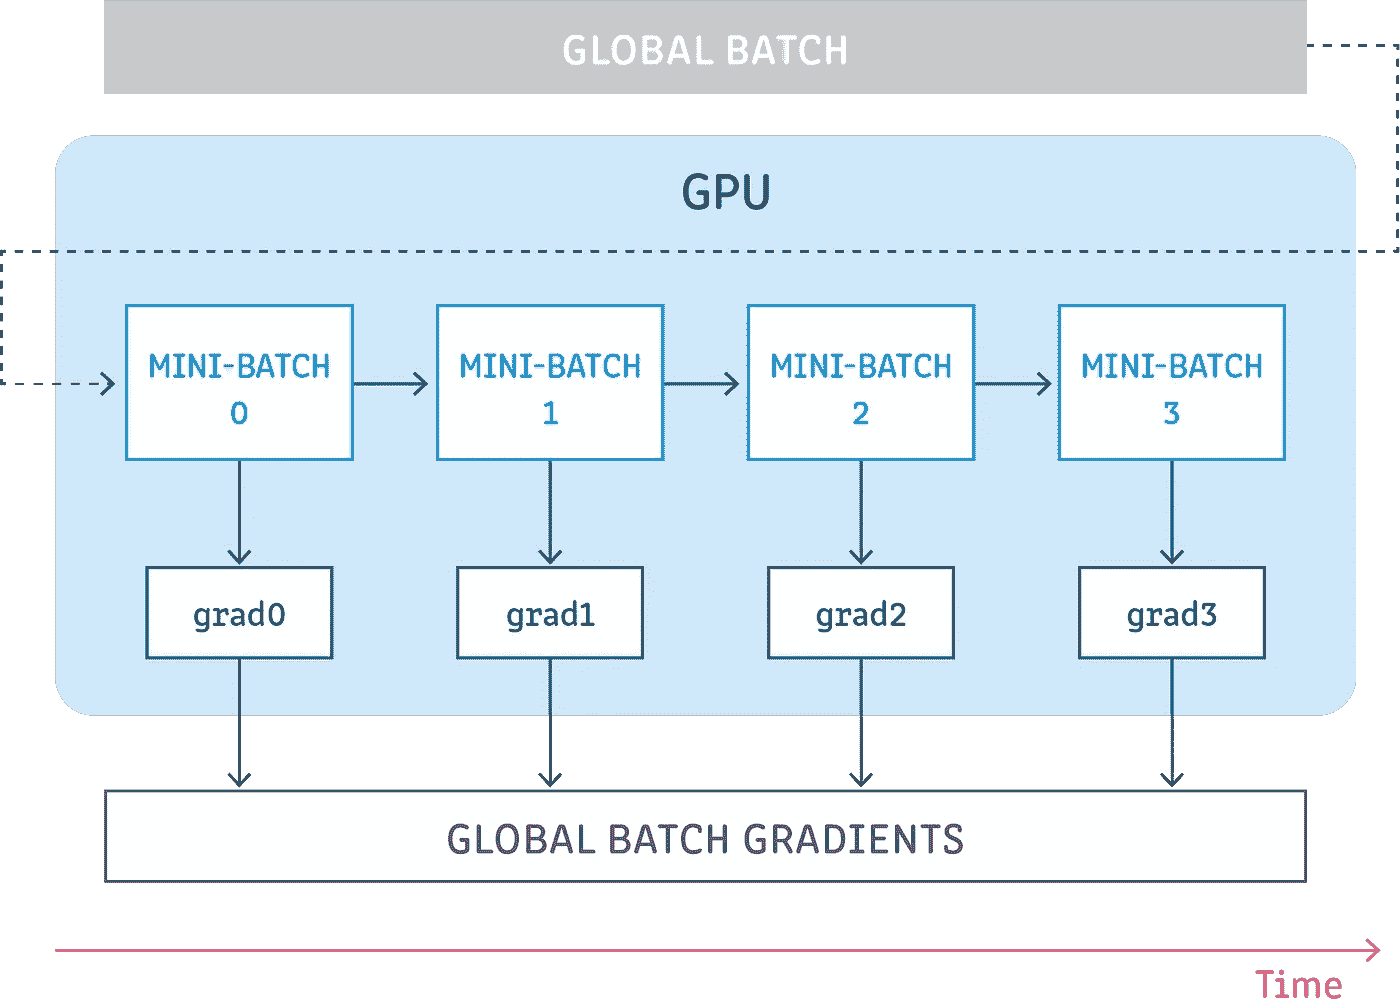 GLOBAL BATCH
GPU
MINI-BATCH
0
MINI-BATCH
1
MINI-BATCH
2
MINI-BATCH
3
grad0
grad1
grad2
grad3
GLOBAL BATCH GRADIENTS
Time